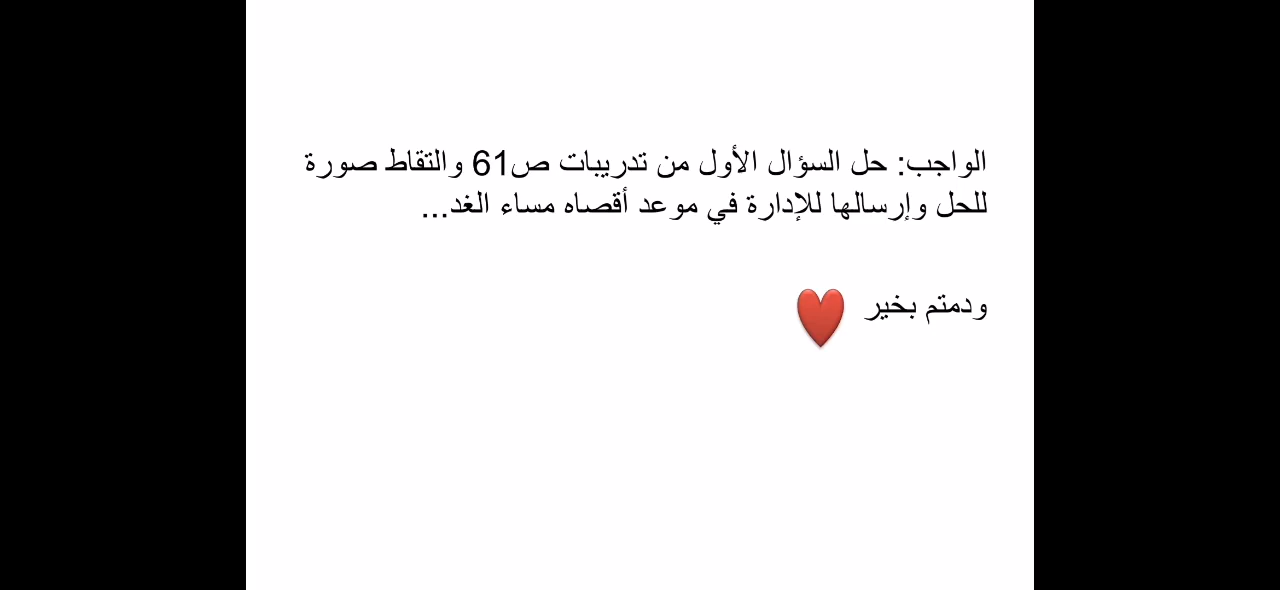 الواجب: حل السؤال الأول من تدريبات ص61 والتقاط صورة
للحل وإرسالها للإدارة في موعد أقصاه مساء الغد...
ودمتم بخير ❤️